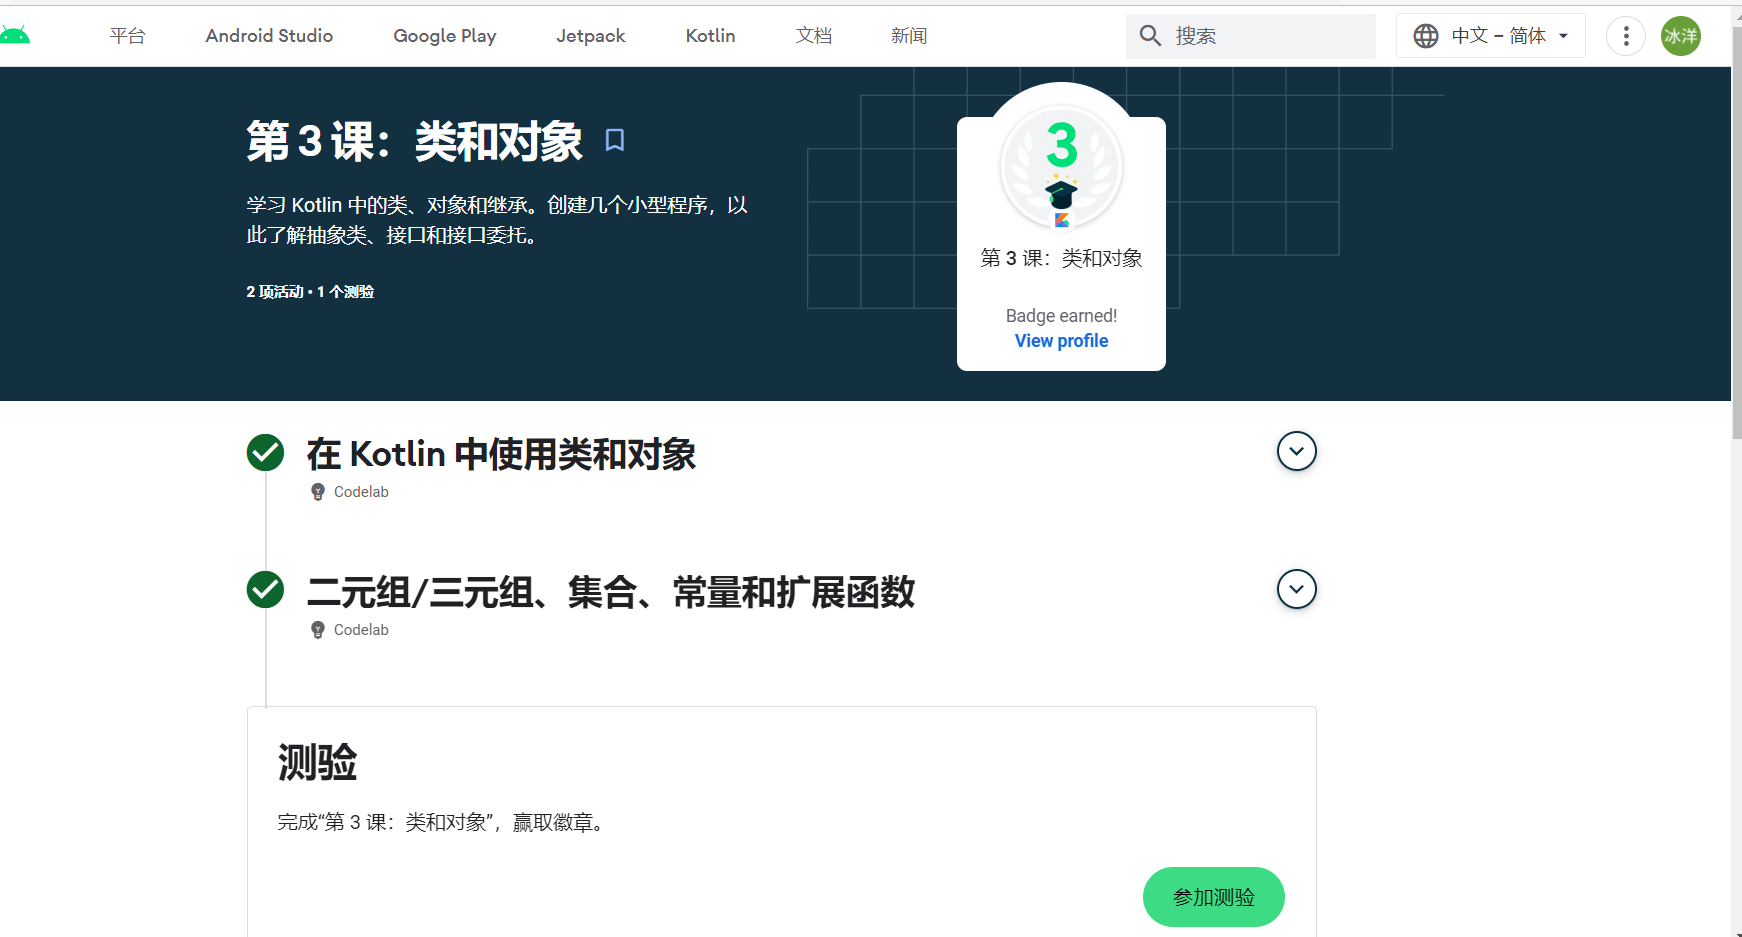 平台 Android Studio Google Play Jetpack Kotlin 文档 新闻 搜索 中文 – 简体 冰洋
第 3 课：类和对象
学习 Kotlin 中的类、对象和继承。创建几个小型程序，以
此了解抽象类、接口和接口委托。
2 项活动 • 1 个测验
3
第 3 课：类和对象
Badge earned!
View profile
在 Kotlin 中使用类和对象
Codelab
二元组/三元组、集合、常量和扩展函数
Codelab
测验
完成“第 3 课：类和对象”，赢取徽章。
参加测验